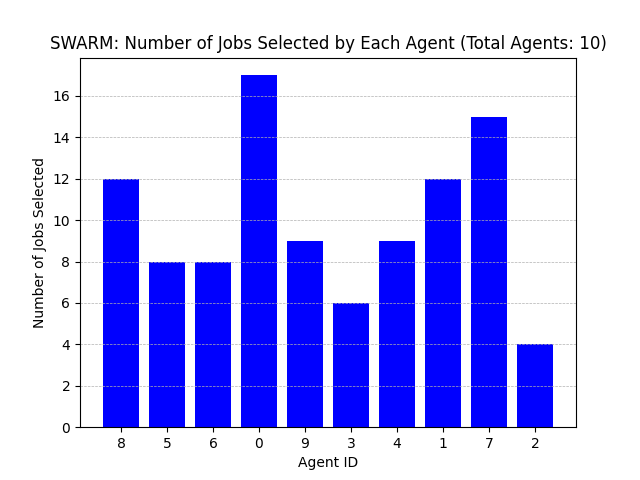 SWARM: Number of Jobs Selected by Each Agent (Total Agents: 10)
Number of Jobs Selected
16
14
12
10
8
6
4
2
0
8 5 6 0 9 3 4 1 7 2
Agent ID